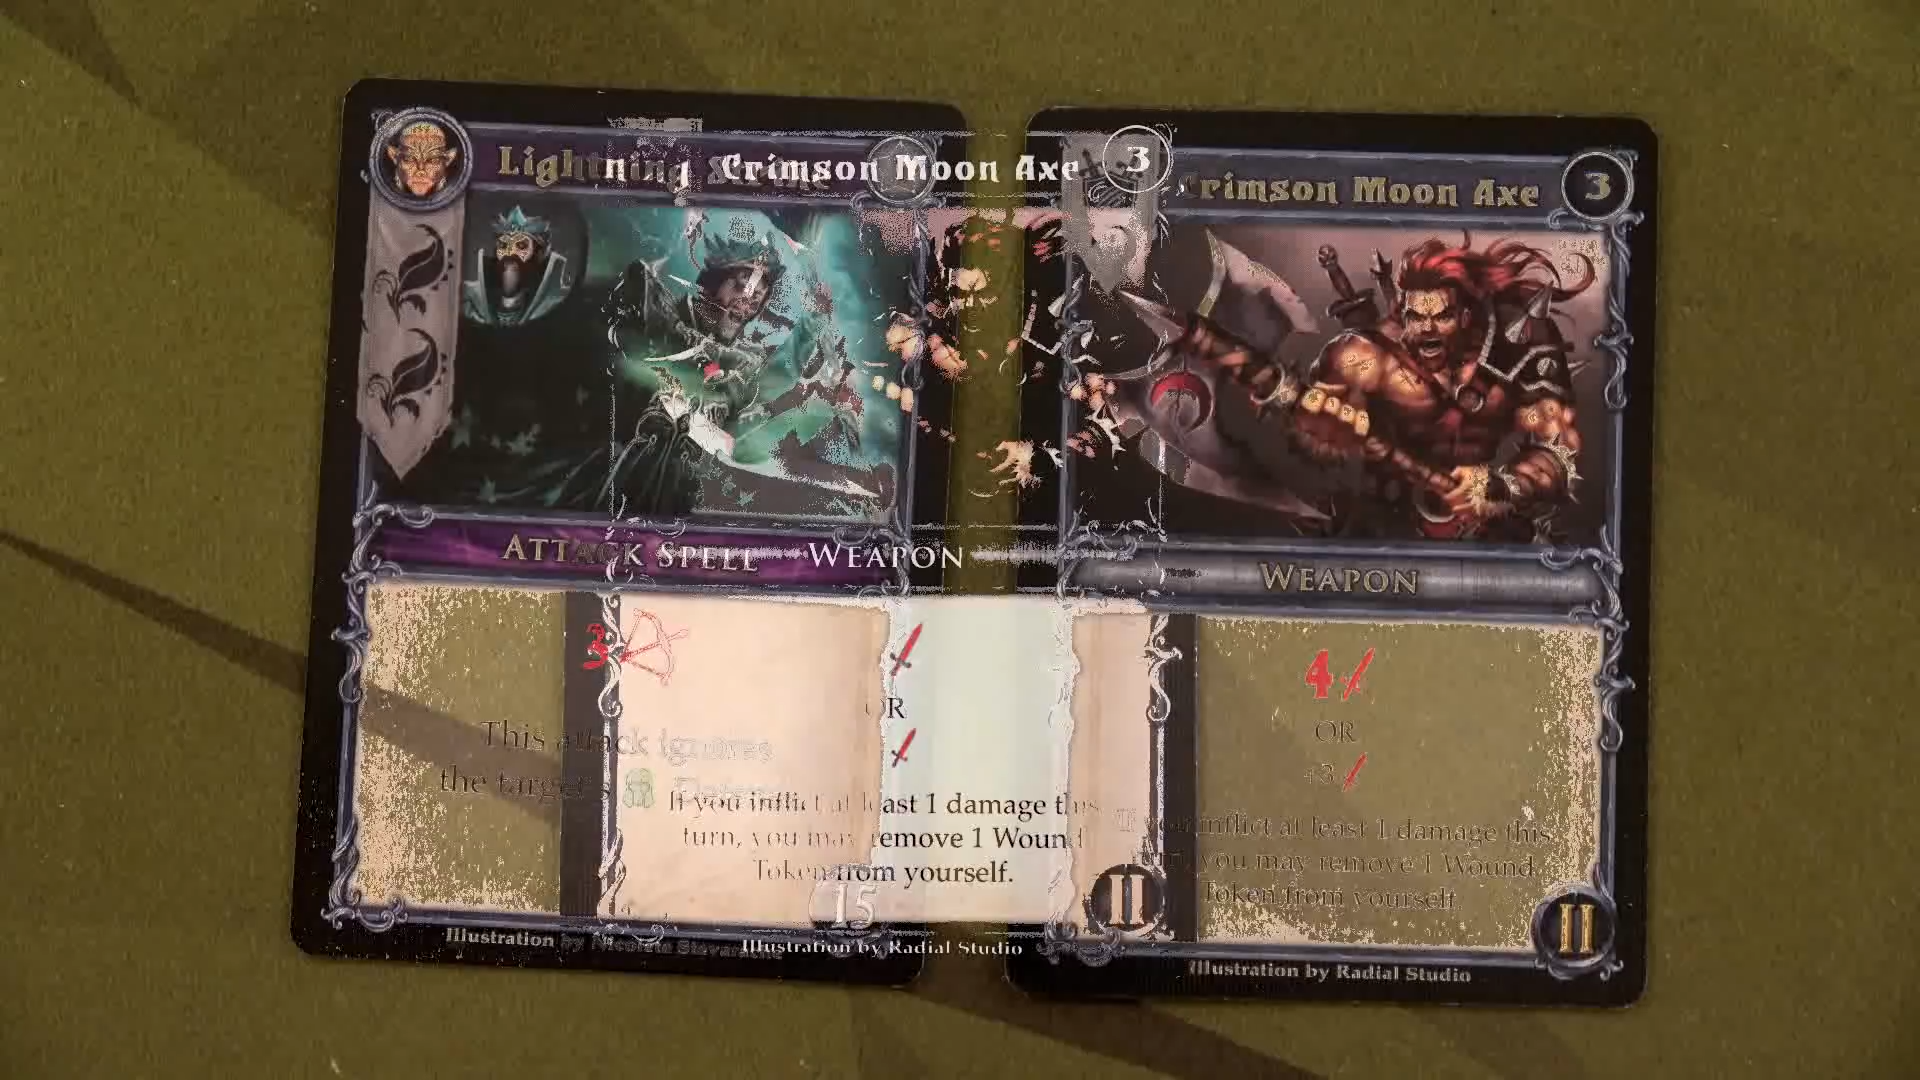 Lightning Strike
Crimson Moon Axe
3
Crimson Moon Axe
3
Attack Spell
Weapon
Weapon
3
4
OR
OR
+3
This attack ignores
the target's
If you inflict at least 1 damage this
turn, you may remove 1 Wound
Token from yourself.
If you inflict at least 1 damage this
turn, you may remove 1 Wound
Token from yourself.
15
II
II
Illustration by
Illustration by Radial Studio
Illustration by Radial Studio